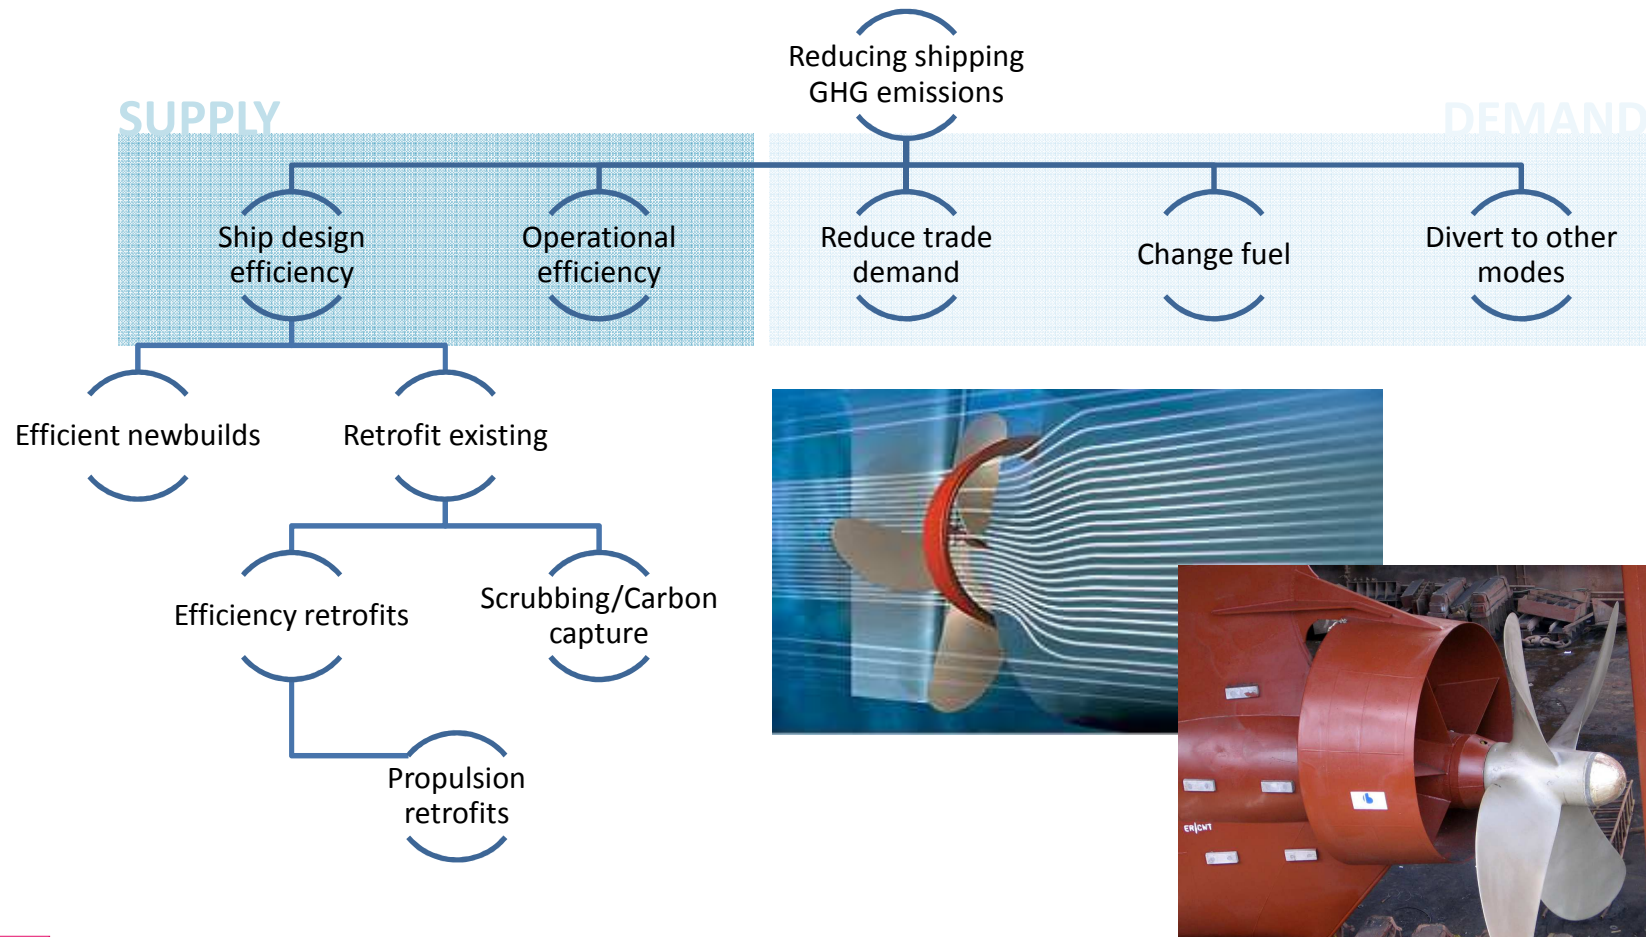 Reducing shipping
GHG emissions
SUPPLY
DEMAND
Ship design
efficiency
Operational
efficiency
Reduce trade
demand
Change fuel
Divert to other
modes
Efficient newbuilds
Retrofit existing
Efficiency retrofits
Scrubbing/Carbon
capture
Propulsion
retrofits